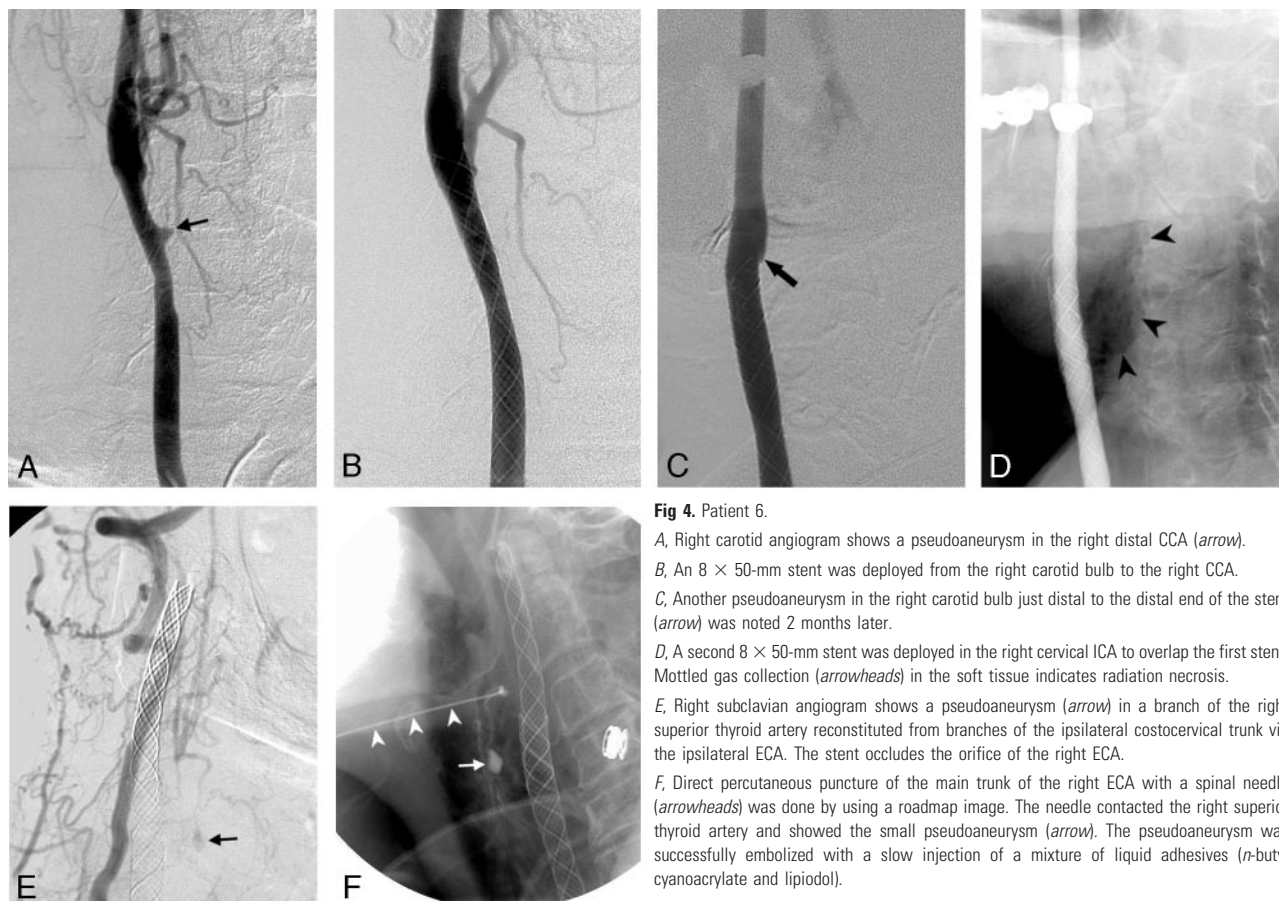 A
B
C
D
E
F
Fig 4. Patient 6.
A, Right carotid angiogram shows a pseudoaneurysm in the right distal CCA (arrow).
B, An 8 × 50-mm stent was deployed from the right carotid bulb to the right CCA.
C, Another pseudoaneurysm in the right carotid bulb just distal to the distal end of the sten
(arrow) was noted 2 months later.
D, A second 8 × 50-mm stent was deployed in the right cervical ICA to overlap the first sten
Mottled gas collection (arrowheads) in the soft tissue indicates radiation necrosis.
E, Right subclavian angiogram shows a pseudoaneurysm (arrow) in a branch of the righ
superior thyroid artery reconstituted from branches of the ipsilateral costocervical trunk vi
the ipsilateral ECA. The stent occludes the orifice of the right ECA.
F, Direct percutaneous puncture of the main trunk of the right ECA with a spinal needl
(arrowheads) was done by using a roadmap image. The needle contacted the right superio
thyroid artery and showed the small pseudoaneurysm (arrow). The pseudoaneurysm wa
successfully embolized with a slow injection of a mixture of liquid adhesives (n-buty
cyanoacrylate and lipiodol).